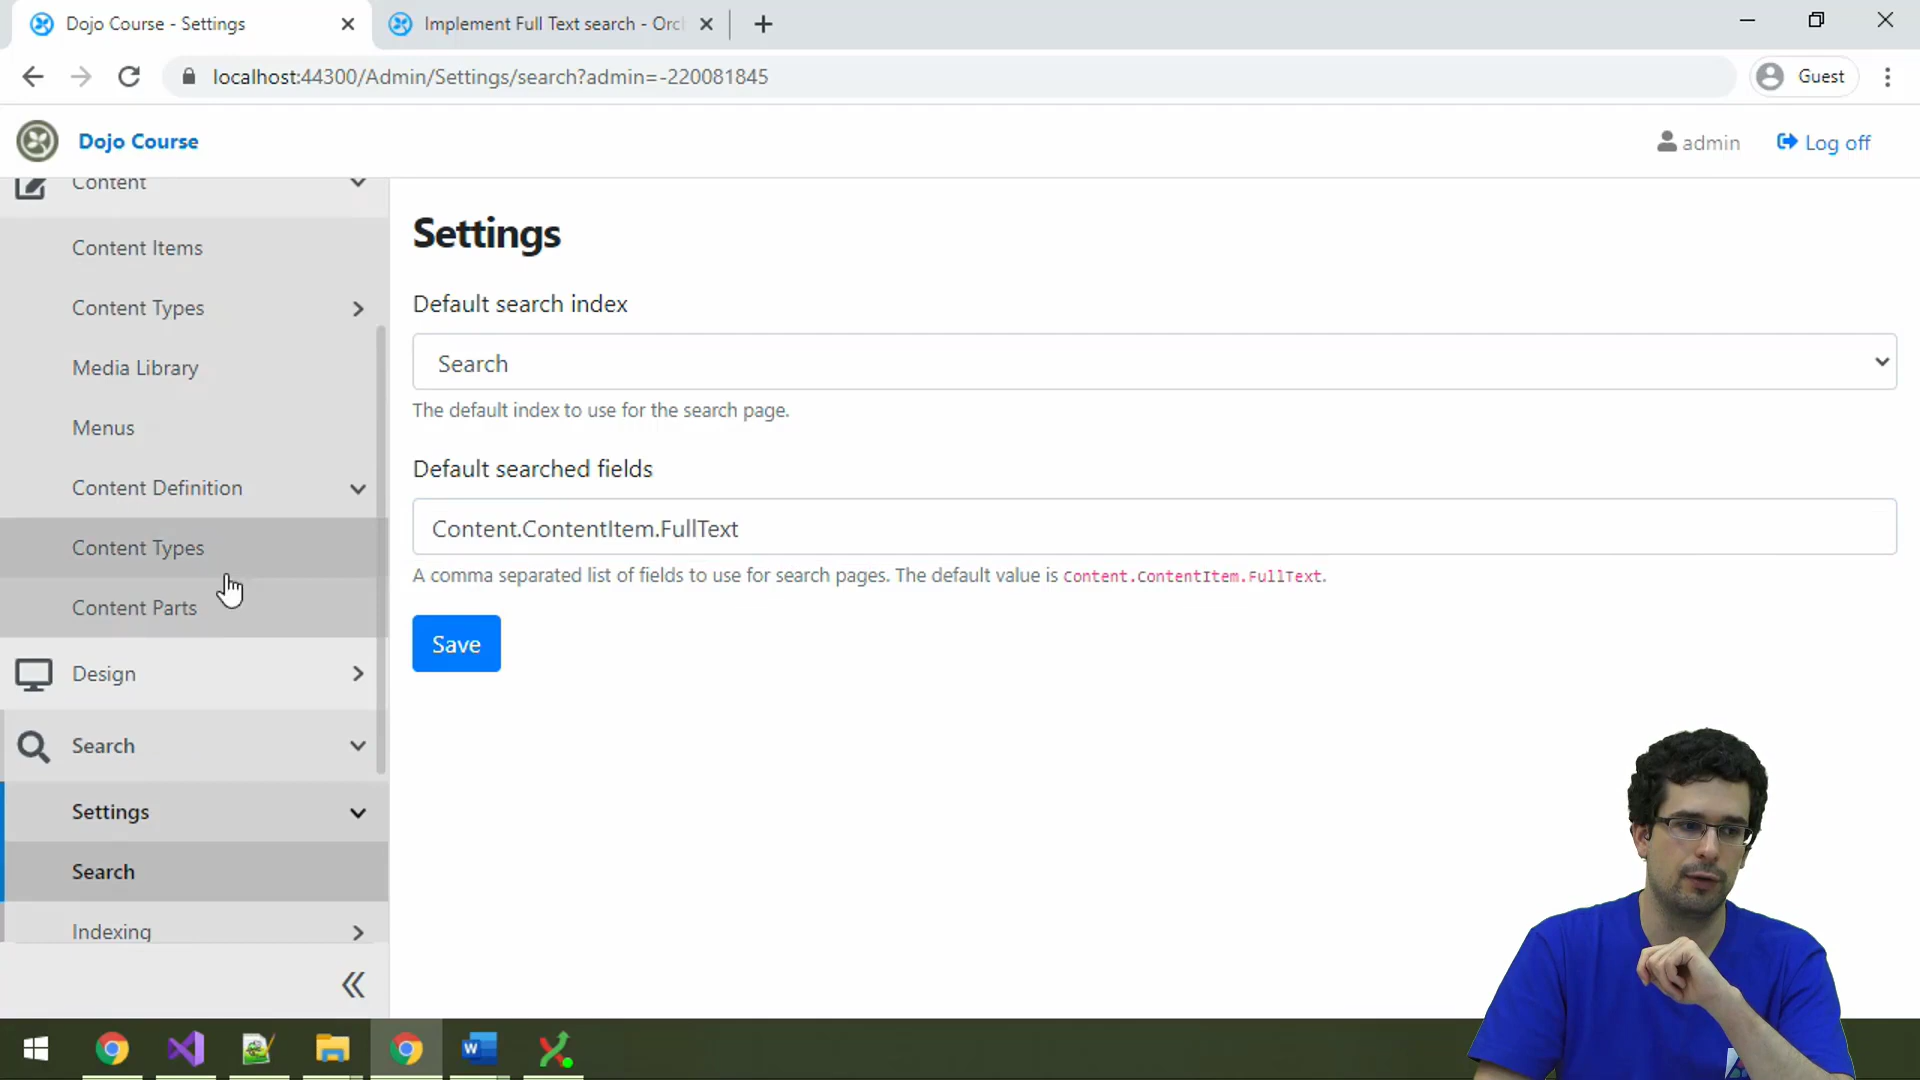 Dojo Course - Settings
Implement Full Text search - Orc
localhost:44300/Admin/Settings/search?admin=-220081845
Guest
Dojo Course
admin
Log off
Content
Content Items
Content Types
Media Library
Menus
Content Definition
Content Types
Content Parts
Design
Search
Settings
Search
Indexing
Settings
Default search index
Search
The default index to use for the search page.
Default searched fields
Content.ContentItem.FullText
A comma separated list of fields to use for search pages. The default value is Content.ContentItem.FullText.
Save